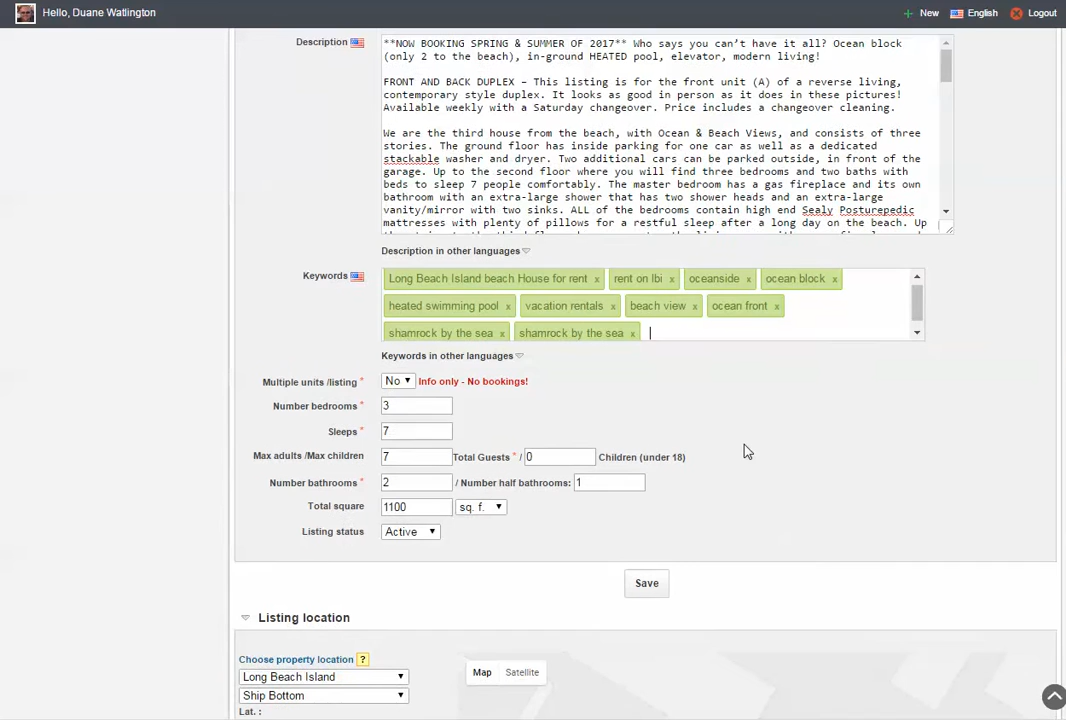 Hello, Duane Watlington
+ New English Logout
Description
**NOW BOOKING SPRING & SUMMER OF 2017** Who says you can’t have it all? Ocean block
(only 2 to the beach), in-ground HEATED pool, elevator, modern living!
FRONT AND BACK DUPLEX – This listing is for the front unit (A) of a reverse living,
contemporary style duplex. It looks as good in person as it does in these pictures!
Available weekly with a Saturday changeover. Price includes a changeover cleaning.
We are the third house from the beach, with Ocean & Beach Views, and consists of three
stories. The ground floor has inside parking for one car as well as a dedicated
stackable washer and dryer. Two additional cars can be parked outside, in front of the
garage. Up to the second floor where you will find three bedrooms and two baths with
beds to sleep 7 people comfortably. The master bedroom has a gas fireplace and its own
bathroom with an extra-large shower that has two shower heads and an extra-large
vanity/mirror with two sinks. ALL of the bedrooms contain high end Sealy Posturepedic
mattresses with plenty of pillows for a restful sleep after a long day on the beach. Up
Description in other languages
Keywords
Long Beach Island beach House for rent x rent on lbi x oceanside x ocean block x
heated swimming pool x vacation rentals x beach view x ocean front x
shamrock by the sea x shamrock by the sea x
Keywords in other languages
Multiple units /listing * No Info only - No bookings!
Number bedrooms * 3
Sleeps * 7
Max adults /Max children 7 Total Guests * / 0 Children (under 18)
Number bathrooms * 2 / Number half bathrooms: 1
Total square 1100 sq. f.
Listing status Active
Save
Listing location
Choose property location ?
Map Satellite
Long Beach Island
Ship Bottom
Lat. :